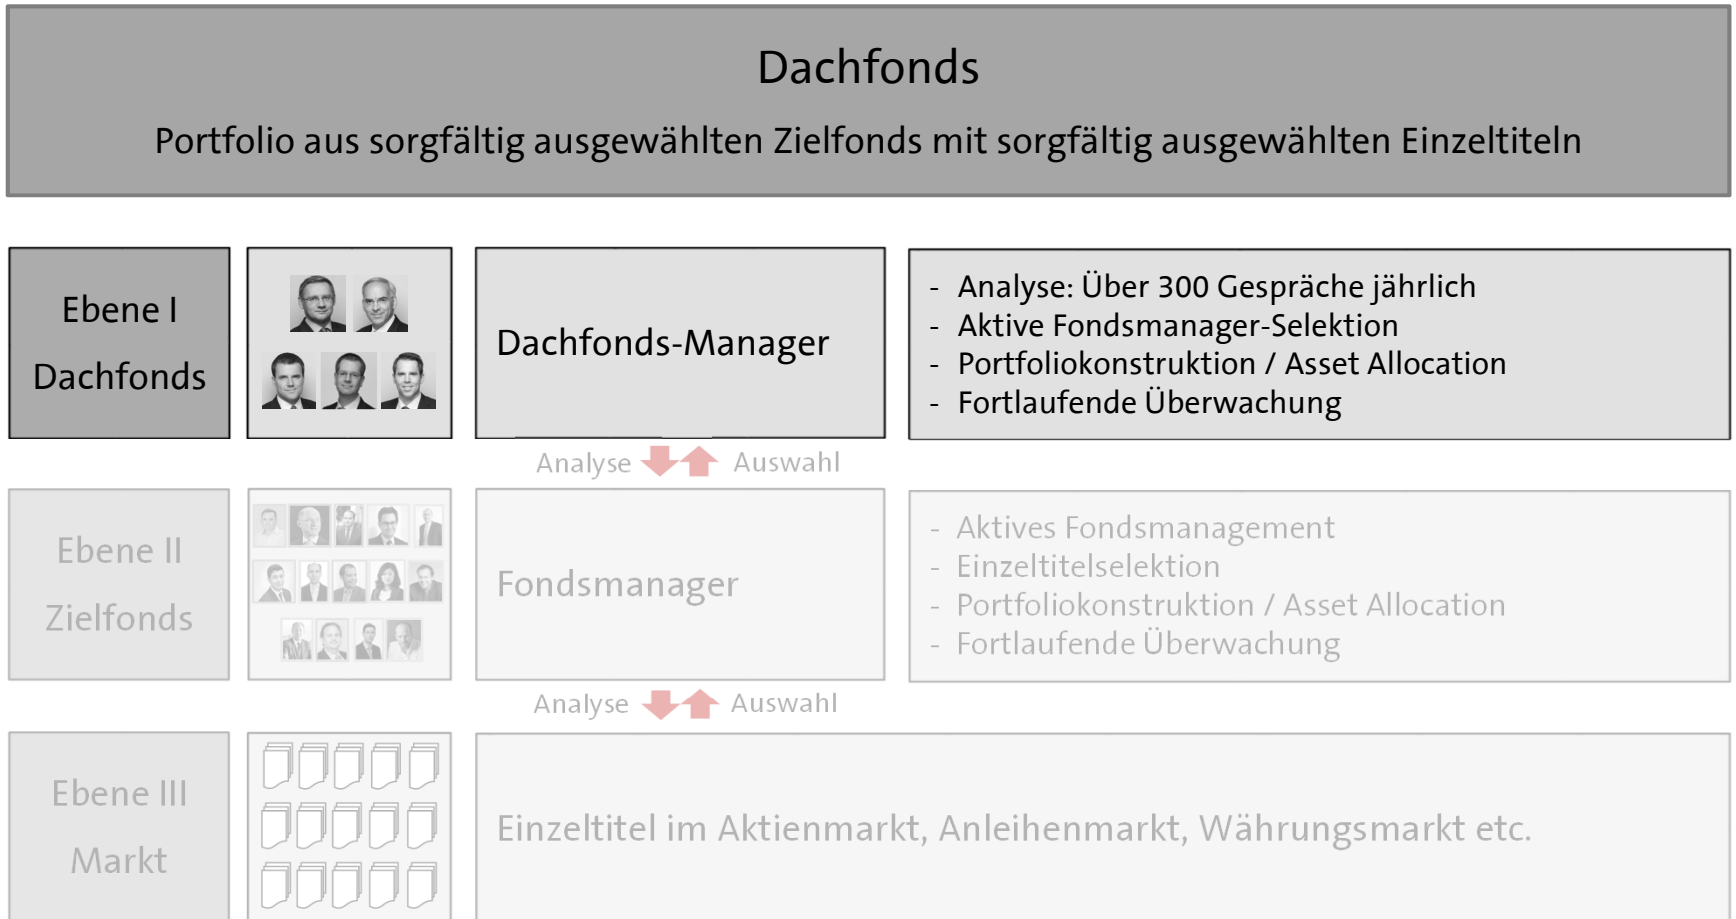 Dachfonds
Portfolio aus sorgfältig ausgewählten Zielfonds mit sorgfältig ausgewählten Einzeltiteln
Ebene I
Dachfonds
Dachfonds-Manager
- Analyse: Über 300 Gespräche jährlich
- Aktive Fondsmanager-Selektion
- Portfoliokonstruktion / Asset Allocation
- Fortlaufende Überwachung
Analyse Auswahl
Ebene II
Zielfonds
Fondsmanager
- Aktives Fondsmanagement
- Einzeltitelselektion
- Portfoliokonstruktion / Asset Allocation
- Fortlaufende Überwachung
Analyse Auswahl
Ebene III
Markt
Einzeltitel im Aktienmarkt, Anleihenmarkt, Währungsmarkt etc.